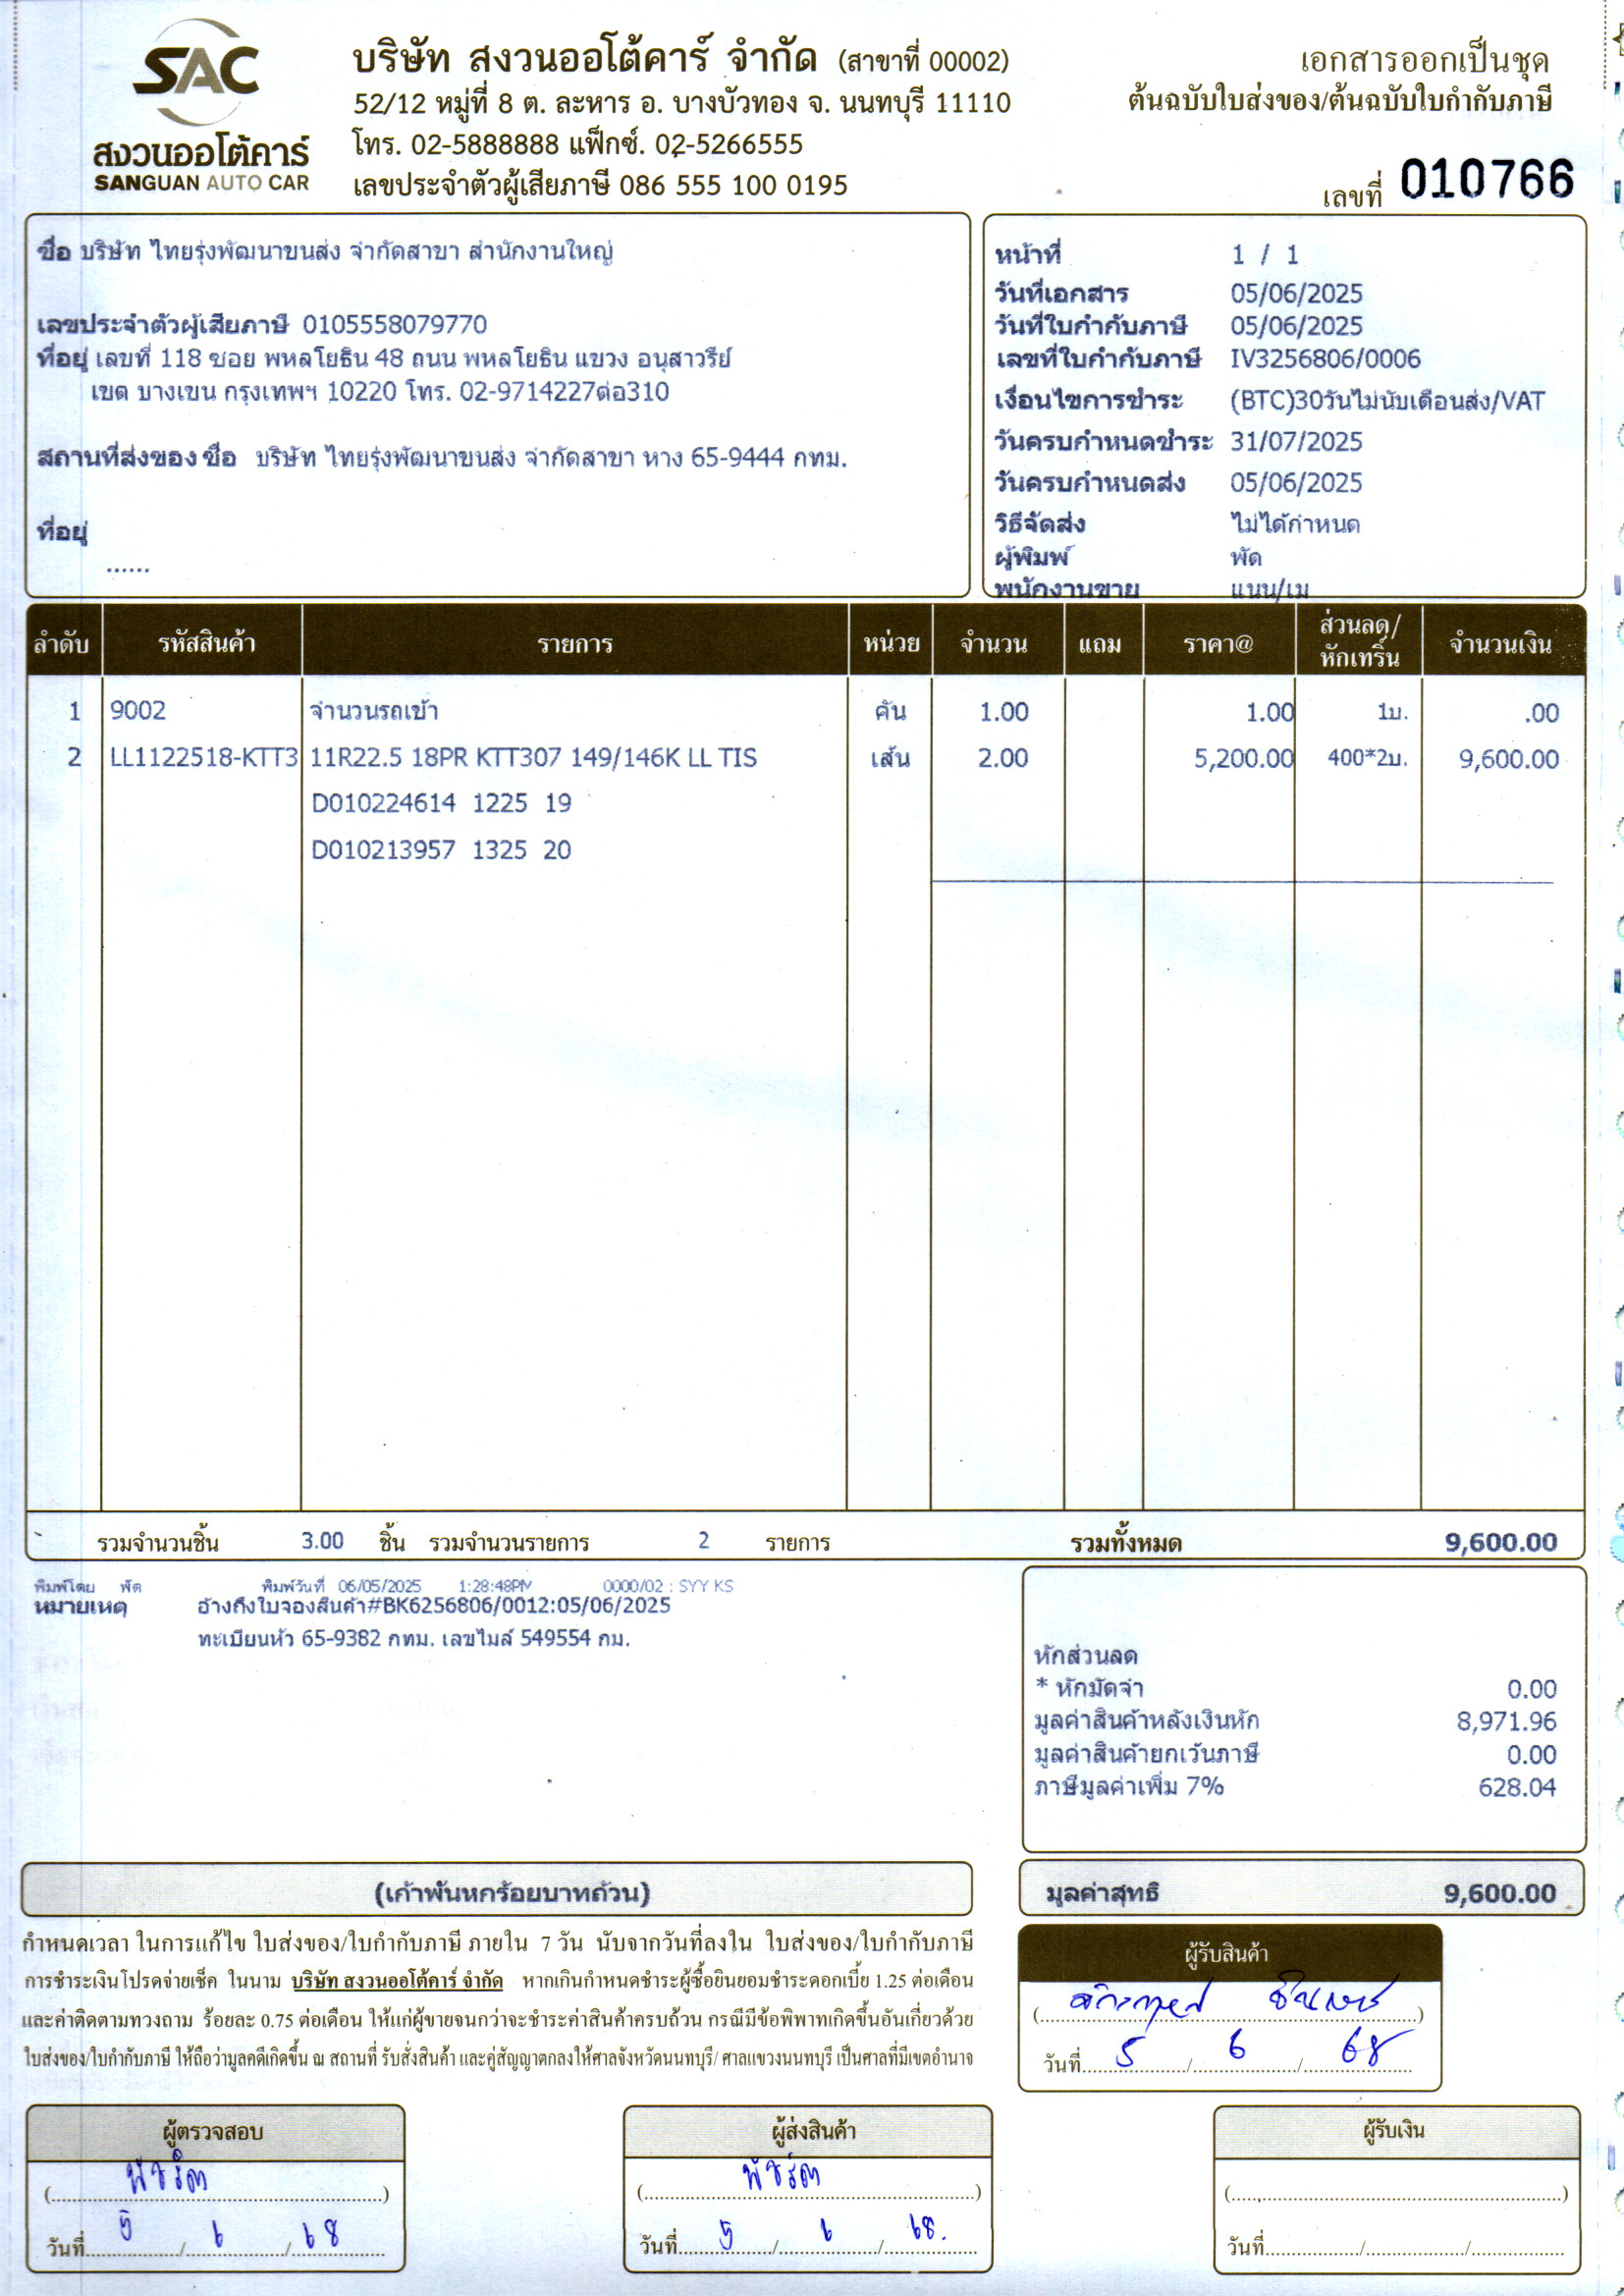 SAC
สงวนออโต้คาร์
SANGUAN AUTO CAR
บริษัท สงวนออโต้คาร์ จำกัด (สาขาที่ 00002)
52/12 หมู่ที่ 8 ต. ละหาร อ. บางบัวทอง จ. นนทบุรี 11110
โทร. 02-5888888 แฟ็กซ์. 02-5266555
เลขประจำตัวผู้เสียภาษี 086 555 100 0195
เอกสารออกเป็นชุด
ต้นฉบับใบส่งของ/ต้นฉบับใบกำกับภาษี
เลขที่ 010766
ชื่อ บริษัท ไทยรุ่งพัฒนาขนส่ง จำกัดสาขา สำนักงานใหญ่
เลขประจำตัวผู้เสียภาษี 0105558079770
ที่อยู่ เลขที่ 118 ซอย พหลโยธิน 48 ถนน พหลโยธิน แขวง อนุสาวรีย์
เขต บางเขน กรุงเทพฯ 10220 โทร. 02-9714227ต่อ310
สถานที่ส่งของ ชื่อ บริษัท ไทยรุ่งพัฒนาขนส่ง จำกัดสาขา หาง 65-9444 กทม.
ที่อยู่
......
หน้าที่ 1 / 1
วันที่เอกสาร 05/06/2025
วันที่ใบกำกับภาษี 05/06/2025
เลขที่ใบกำกับภาษี IV3256806/0006
เงื่อนไขการชำระ (BTC)30วันไม่นับเดือนส่ง/VAT
วันครบกำหนดชำระ 31/07/2025
วันครบกำหนดส่ง 05/06/2025
วิธีจัดส่ง ไม่ได้กำหนด
ผู้พิมพ์ พัด
พนักงานขาย แนน/เม
ลำดับ รหัสสินค้า รายการ หน่วย จำนวน แถม ราคา@ ส่วนลด/หักเทริ์น จำนวนเงิน
1 9002 จำนวนรถเข้า คัน 1.00 1.00 1บ. .00
2 LL1122518-KTT3 11R22.5 18PR KTT307 149/146K LL TIS เส้น 2.00 5,200.00 400*2บ. 9,600.00
D010224614 1225 19
D010213957 1325 20
รวมจำนวนชิ้น 3.00 ชิ้น รวมจำนวนรายการ 2 รายการ รวมทั้งหมด 9,600.00
พิมพ์โดย พัด พิมพ์วันที่ 06/05/2025 1:28:48PM 0000/02 : SYY KS
หมายเหตุ อ้างถึงใบจองสินค้า#BK6256806/0012:05/06/2025
ทะเบียนหัว 65-9382 กทม. เลขไมล์ 549554 กม.
หักส่วนลด
* หักมัดจำ 0.00
มูลค่าสินค้าหลังเงินหัก 8,971.96
มูลค่าสินค้ายกเว้นภาษี 0.00
ภาษีมูลค่าเพิ่ม 7% 628.04
(เก้าพันหกร้อยบาทถ้วน)
มูลค่าสุทธิ 9,600.00
กำหนดเวลา ในการแก้ไข ใบส่งของ/ใบกำกับภาษี ภายใน 7 วัน นับจากวันที่ลงใน ใบส่งของ/ใบกำกับภาษี
การชำระเงินโปรดจ่ายเช็ค ในนาม บริษัท สงวนออโต้คาร์ จำกัด หากเกินกำหนดชำระผู้ซื้อยินยอมชำระดอกเบี้ย 1.25 ต่อเดือน
และค่าติดตามทวงถาม ร้อยละ 0.75 ต่อเดือน ให้แก่ผู้ขายจนกว่าจะชำระค่าสินค้าครบถ้วน กรณีมีข้อพิพาทเกิดขึ้นอันเกี่ยวด้วย
ใบส่งของ/ใบกำกับภาษี ให้ถือว่ามูลคดีเกิดขึ้น ณ สถานที่ รับสั่งสินค้า และคู่สัญญาตกลงให้ศาลจังหวัดนนทบุรี/ ศาลแขวงนนทบุรี เป็นศาลที่มีเขตอำนาจ
ผู้รับสินค้า
วันที่ 5 / 6 / 68
ผู้ตรวจสอบ
(พัชริดา)
วันที่ 5 / 6 / 68
ผู้ส่งสินค้า
(พัชริดา)
วันที่ 5 / 6 / 68.
ผู้รับเงิน
(..........)
วันที่....../....../......